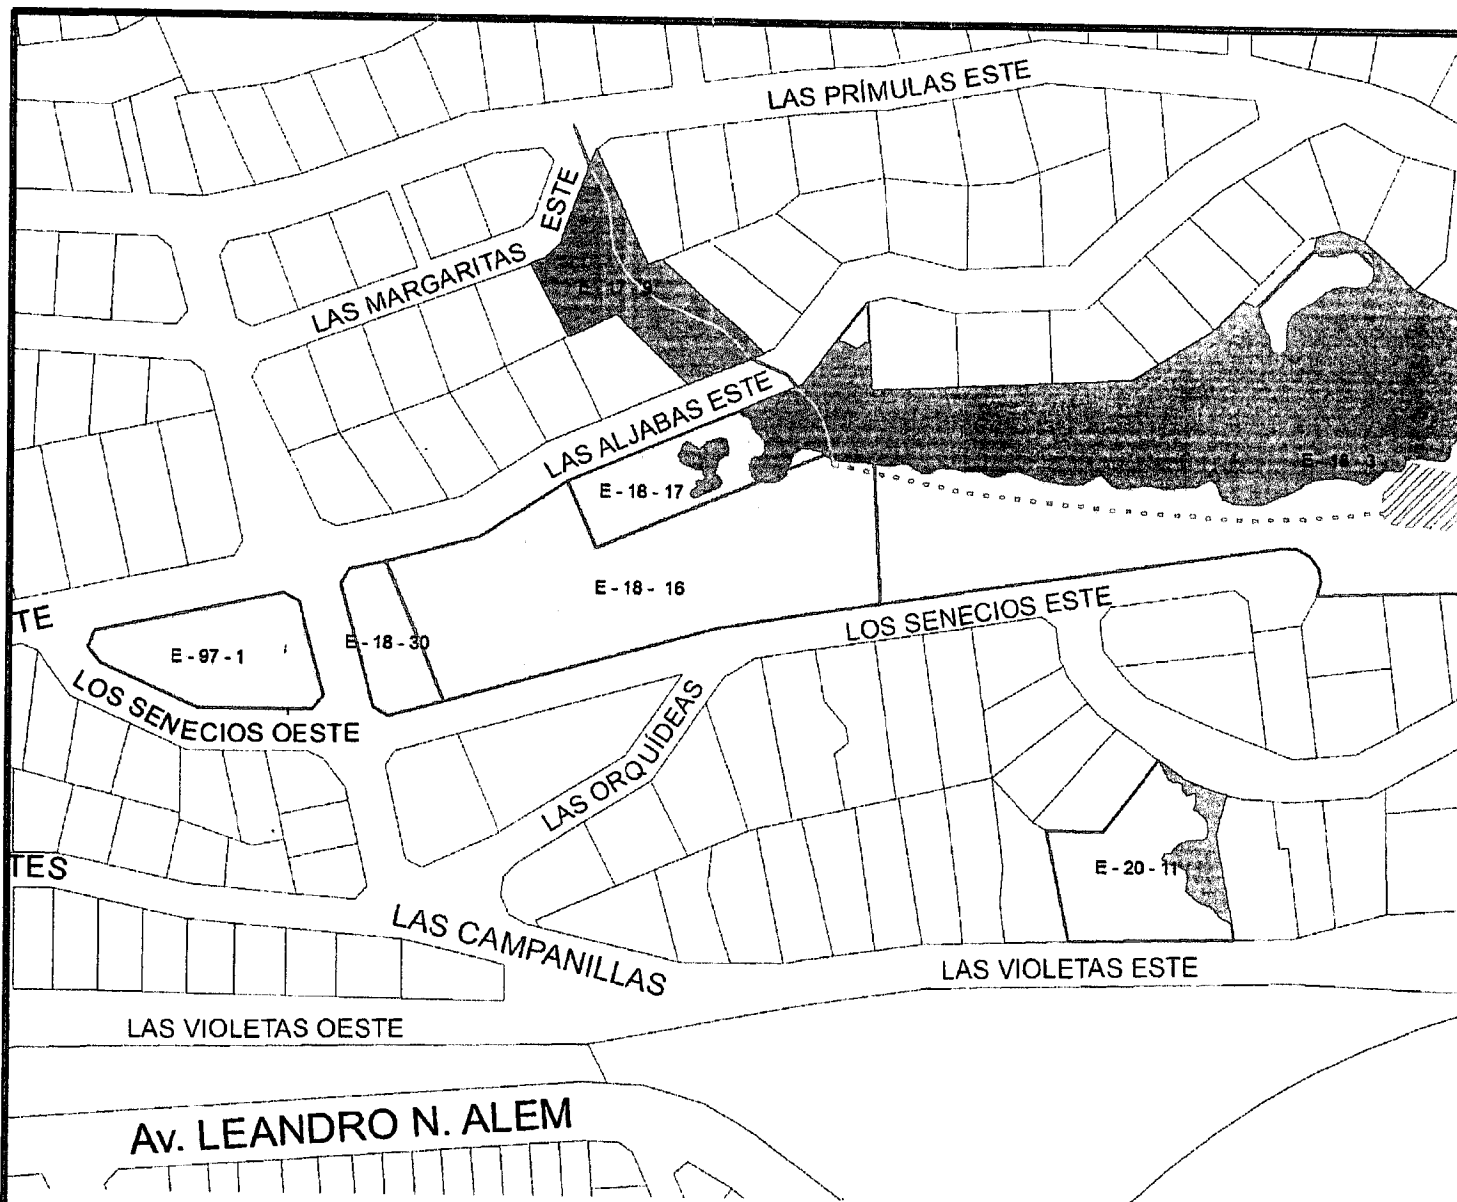 LAS PRÍMULAS ESTE
ESTE
LAS MARGARITAS
LAS ALJABAS ESTE
E - 18 - 17
E - 18 - 16
LOS SENECIOS ESTE
TE
E - 18 - 30
E - 97 - 1
LOS SENECIOS OESTE
LAS ORQUÍDEAS
TES
E - 20 - 11
LAS CAMPANILLAS
LAS VIOLETAS ESTE
LAS VIOLETAS OESTE
Av. LEANDRO N. ALEM